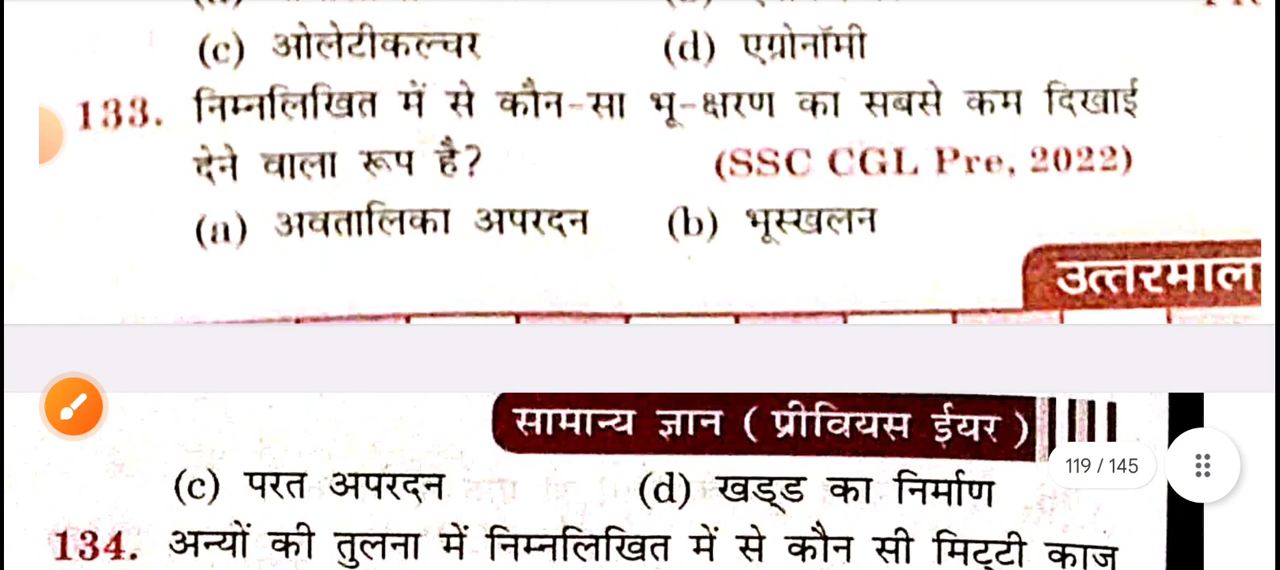 (c) ओलेटीकल्चर (d) एग्रोनॉमी
133. निम्नलिखित में से कौन-सा भू-क्षरण का सबसे कम दिखाई
देने वाला रूप है? (SSC CGL Pre, 2022)
(a) अवतालिका अपरदन (b) भूस्खलन
उत्तरमाल
सामान्य ज्ञान ( प्रीवियस ईयर )
119 / 145
(c) परत अपरदन (d) खड्ड का निर्माण
134. अन्यों की तुलना में निम्नलिखित में से कौन सी मिट्टी काज